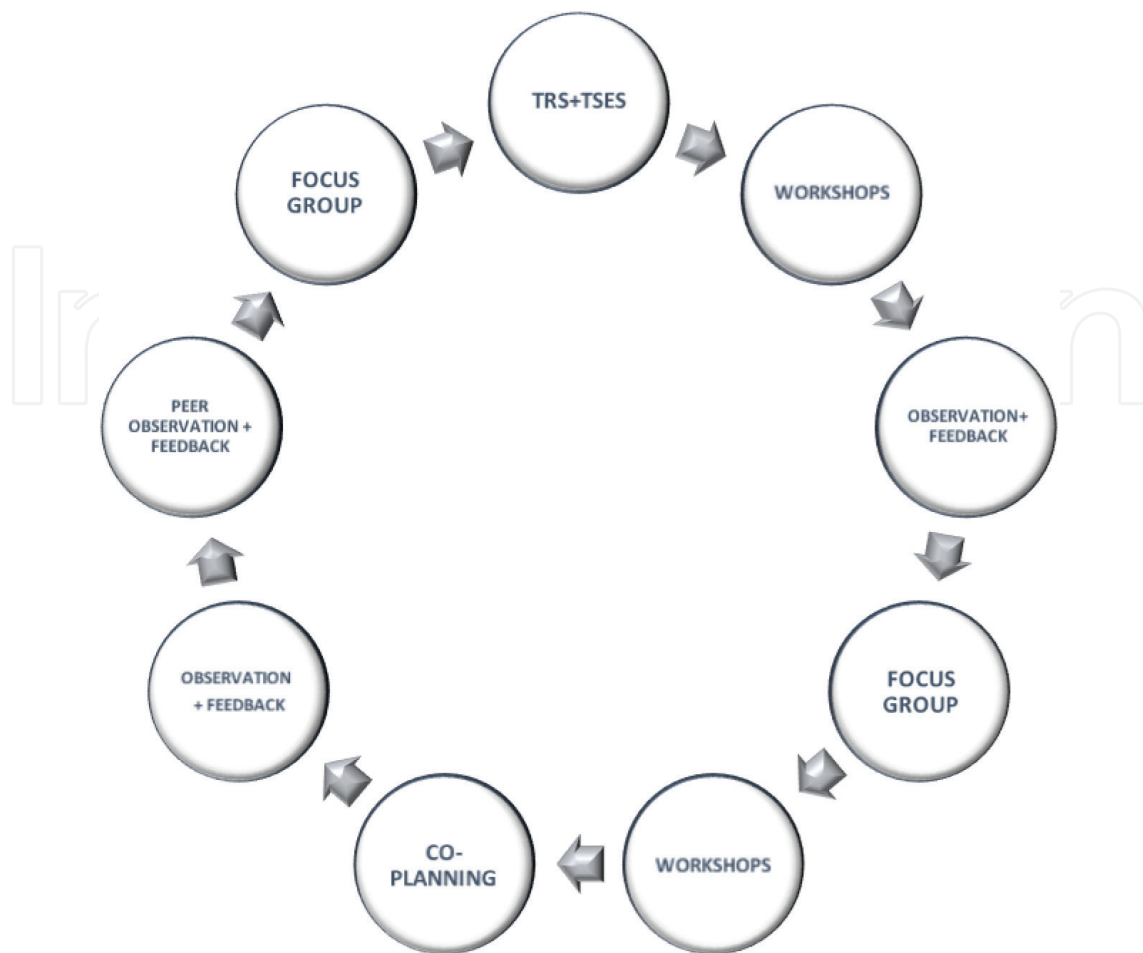 TRS+TSES
WORKSHOPS
OBSERVATION+
FEEDBACK
FOCUS
GROUP
WORKSHOPS
CO-
PLANNING
OBSERVATION
+ FEEDBACK
PEER
OBSERVATION +
FEEDBACK
FOCUS
GROUP